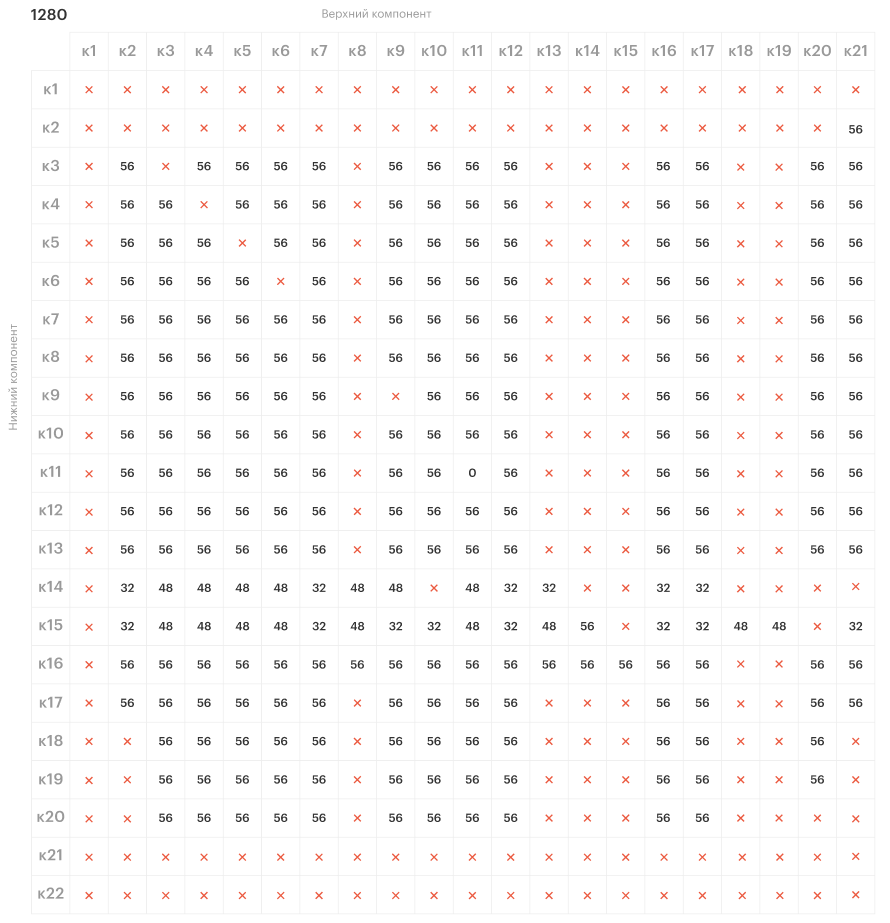 1280 Верхний компонент
к1 к2 к3 к4 к5 к6 к7 к8 к9 к10 к11 к12 к13 к14 к15 к16 к17 к18 к19 к20 к21
Нижний компонент
к1 × × × × × × × × × × × × × × × × × × × × ×
к2 × × × × × × × × × × × × × × × × × × × × 56
к3 × 56 × 56 56 56 56 × 56 56 56 56 × × × 56 56 × × 56 56
к4 × 56 56 × 56 56 56 × 56 56 56 56 × × × 56 56 × × 56 56
к5 × 56 56 56 × 56 56 × 56 56 56 56 × × × 56 56 × × 56 56
к6 × 56 56 56 56 × 56 × 56 56 56 56 × × × 56 56 × × 56 56
к7 × 56 56 56 56 56 56 × 56 56 56 56 × × × 56 56 × × 56 56
к8 × 56 56 56 56 56 56 × 56 56 56 56 × × × 56 56 × × 56 56
к9 × 56 56 56 56 56 56 × × 56 56 56 × × × 56 56 × × 56 56
к10 × 56 56 56 56 56 56 × 56 56 56 56 × × × 56 56 × × 56 56
к11 × 56 56 56 56 56 56 × 56 56 0 56 × × × 56 56 × × 56 56
к12 × 56 56 56 56 56 56 × 56 56 56 56 × × × 56 56 × × 56 56
к13 × 56 56 56 56 56 56 × 56 56 56 56 × × × 56 56 × × 56 56
к14 × 32 48 48 48 48 32 48 48 × 48 32 32 × × 32 32 × × × ×
к15 × 32 48 48 48 48 32 48 32 32 48 32 48 56 × 32 32 48 48 × 32
к16 × 56 56 56 56 56 56 56 56 56 56 56 56 56 56 56 56 × × 56 56
к17 × 56 56 56 56 56 56 × 56 56 56 56 × × × 56 56 × × 56 56
к18 × × 56 56 56 56 56 × 56 56 56 56 × × × 56 56 × × 56 ×
к19 × × 56 56 56 56 56 × 56 56 56 56 × × × 56 56 × × 56 ×
к20 × × 56 56 56 56 56 × 56 56 56 56 × × × 56 56 × × × ×
к21 × × × × × × × × × × × × × × × × × × × × ×
к22 × × × × × × × × × × × × × × × × × × × × ×